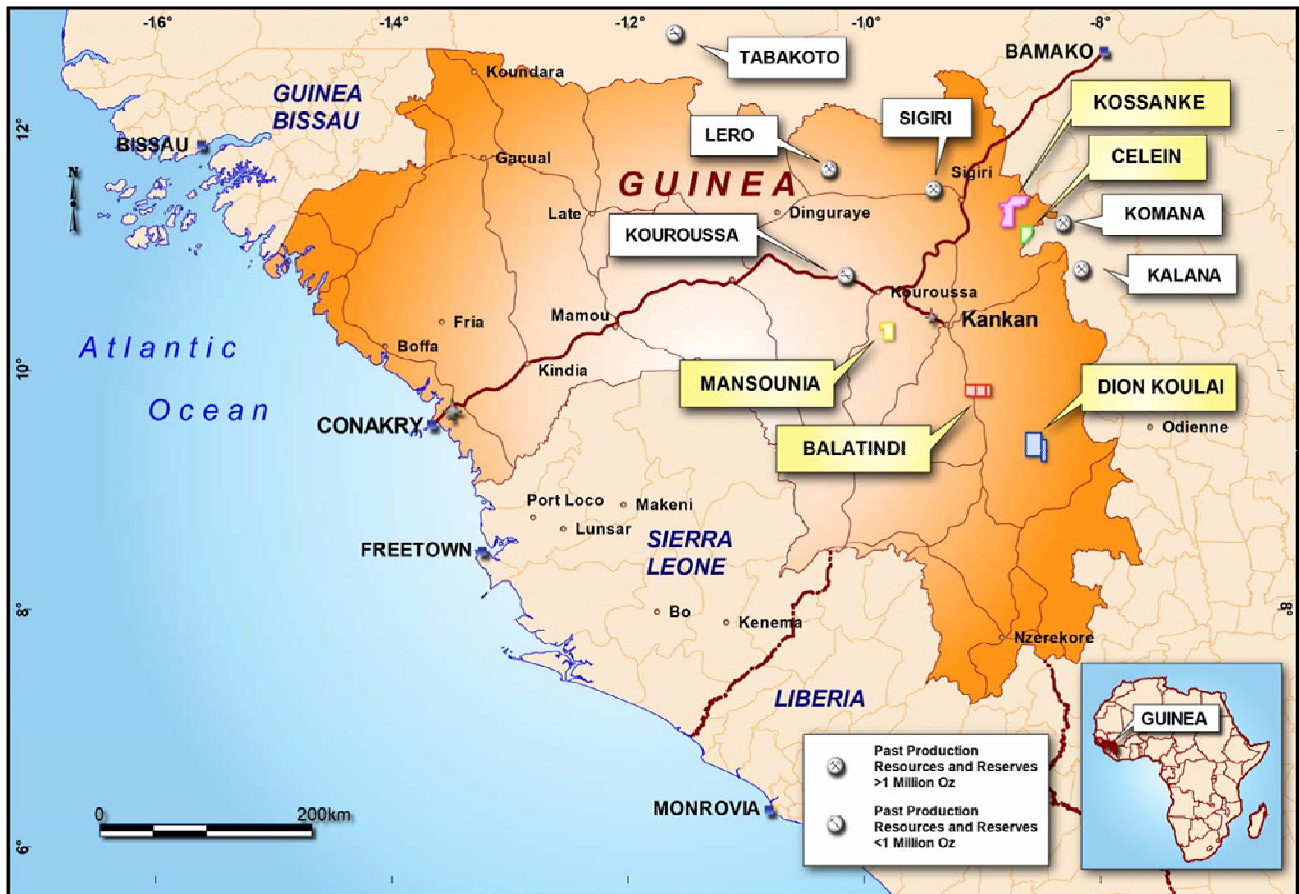 -16°
-14°
-12°
-10°
-8°
TABAKOTO
BAMAKO
Koundara
GUINEA
BISSAU
KOSSANKE
12°
SIGIRI
LERO
BISSAU
Gacual
CELEIN
N
Sigiri
GUINEA
Late
Dinguraye
KOMANA
KOUROUSSA
KALANA
Kouroussa
Mamou
Fria
Kankan
Atlantic
Ocean
Boffa
10°
Kindia
MANSOUNIA
DION KOULAI
CONAKRY
Odienne
BALATINDI
Port Loco
Makeni
Lunsar
SIERRA
LEONE
FREETOWN
8°
8°
Bo
Kenema
Nzerekore
LIBERIA
GUINEA
Past Production
Resources and Reserves
>1 Million Oz
Past Production
Resources and Reserves
<1 Million Oz
MONROVIA
0
200km
6°